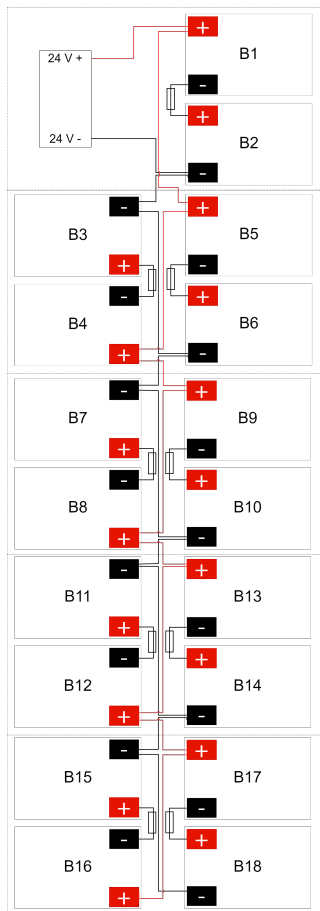 +
B1
24 V +
-
+
B2
24 V -
-
-
+
B3
B5
+
-
-
+
B4
B6
+
-
-
+
B7
B9
+
-
-
+
B8
B10
+
-
-
+
B11
B13
+
-
-
+
B12
B14
+
-
-
+
B15
B17
+
-
-
+
B16
B18
+
-